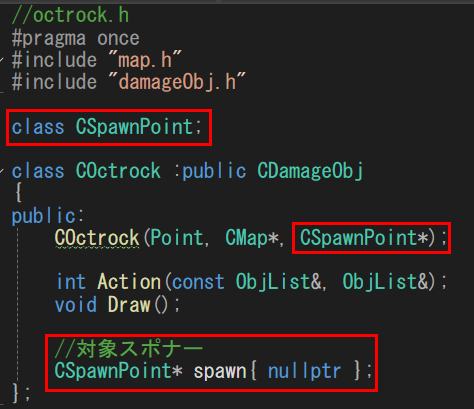 //octrock.h
#pragma once
#include "map.h"
#include "damageObj.h"
class CSpawnPoint;
class COctrock :public CDamageObj
{
public:
COctrock(Point, CMap*, CSpawnPoint*);
int Action(const ObjList&, ObjList&);
void Draw();
//対象スポナー
CSpawnPoint* spawn{ nullptr };
};